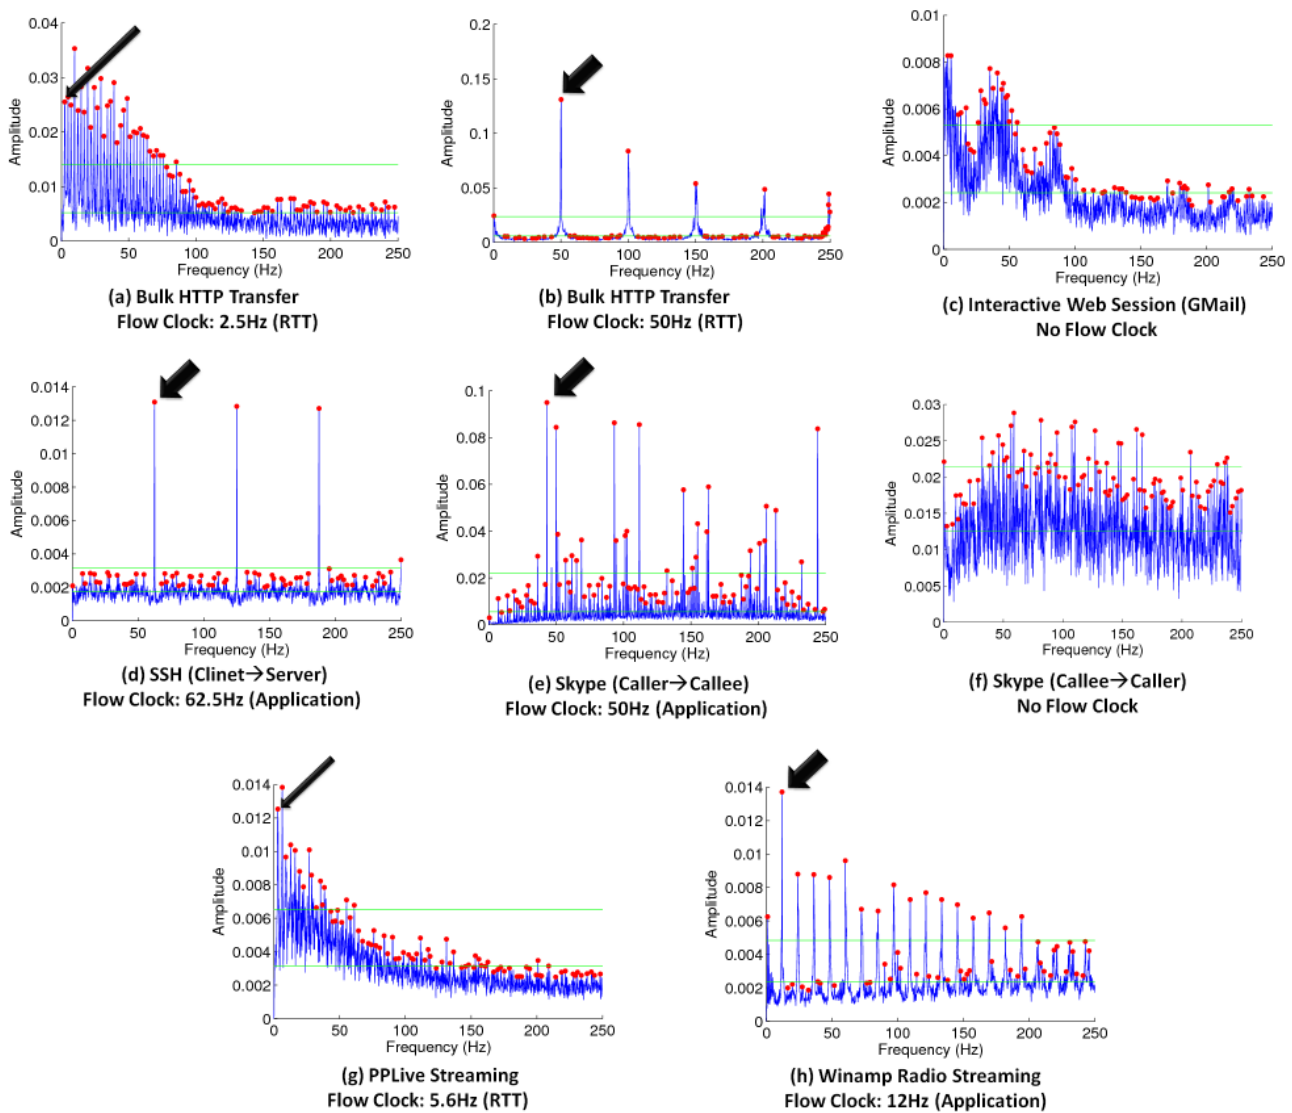 0.04
0.03
0.02
0.01
0
0 50 100 150 200 250
Amplitude
Frequency (Hz)
(a) Bulk HTTP Transfer
Flow Clock: 2.5Hz (RTT)
0.2
0.15
0.1
0.05
0
0 50 100 150 200 250
Amplitude
Frequency (Hz)
(b) Bulk HTTP Transfer
Flow Clock: 50Hz (RTT)
0.01
0.008
0.006
0.004
0.002
0
0 50 100 150 200 250
Amplitude
Frequency (Hz)
(c) Interactive Web Session (GMail)
No Flow Clock
0.014
0.012
0.01
0.008
0.006
0.004
0.002
0
0 50 100 150 200 250
Amplitude
Frequency (Hz)
(d) SSH (Clinet→Server)
Flow Clock: 62.5Hz (Application)
0.1
0.08
0.06
0.04
0.02
0
0 50 100 150 200 250
Amplitude
Frequency (Hz)
(e) Skype (Caller→Callee)
Flow Clock: 50Hz (Application)
0.03
0.025
0.02
0.015
0.01
0.005
0
0 50 100 150 200 250
Amplitude
Frequency (Hz)
(f) Skype (Callee→Caller)
No Flow Clock
0.014
0.012
0.01
0.008
0.006
0.004
0.002
0
0 50 100 150 200 250
Amplitude
Frequency (Hz)
(g) PPLive Streaming
Flow Clock: 5.6Hz (RTT)
0.014
0.012
0.01
0.008
0.006
0.004
0.002
0
0 50 100 150 200 250
Amplitude
Frequency (Hz)
(h) Winamp Radio Streaming
Flow Clock: 12Hz (Application)